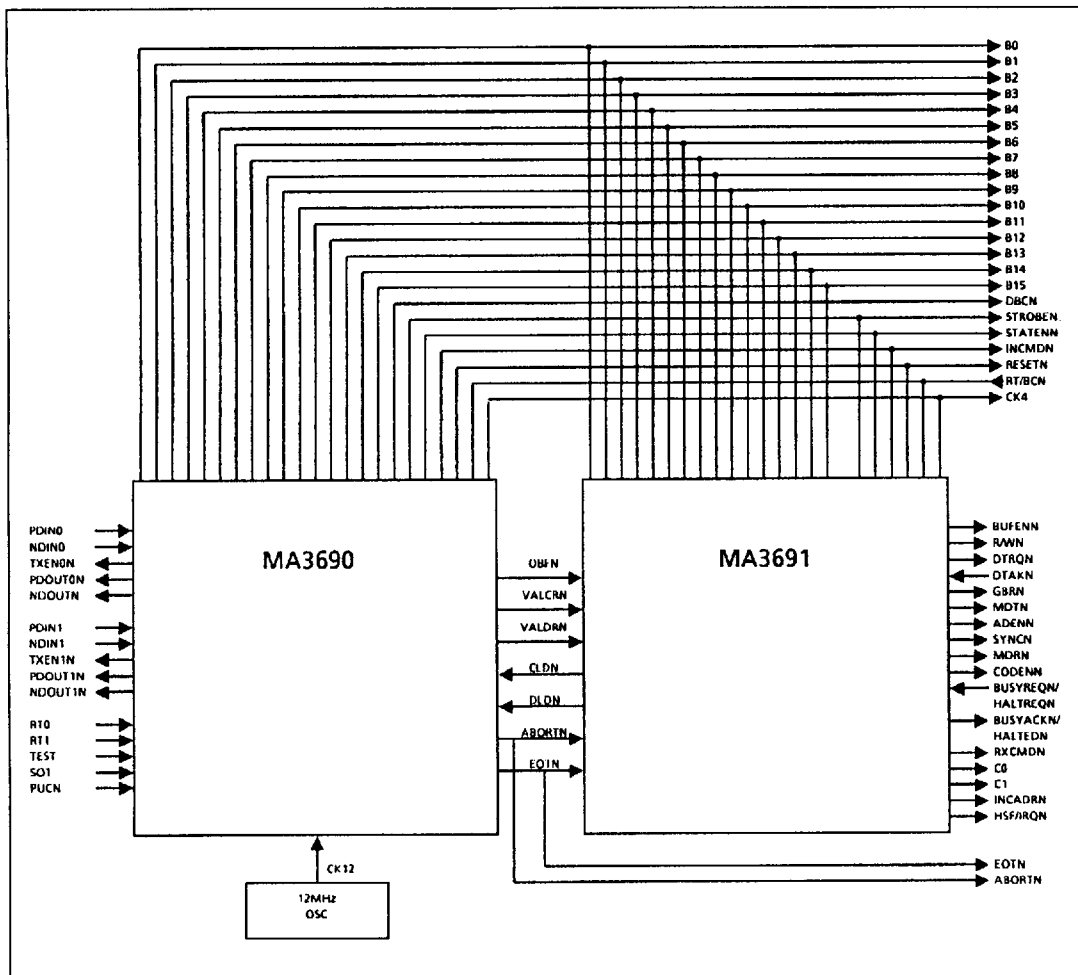 B0
B1
B2
B3
B4
B5
B6
B7
B8
B9
B10
B11
B12
B13
B14
B15
DBCN
STROBEN
STATENN
INCMDN
RESETN
RT/BCN
CK4
PDIN0
NDIN0
TXEN0N
PDOUT0N
NDOUTN
PDIN1
NDIN1
TXEN1N
PDOUT1N
NDOUT1N
RT0
RT1
TEST
SO1
PUCN
MA3690
OBFN
VALCRN
VALDRN
CLDN
DLDN
ABORTN
EOTN
MA3691
BUFENN
R/WN
DTRQN
DTAKN
GBRN
MDTN
ADENN
SYNCN
MDRN
CODENN
BUSYREQN/
HALTREQN
BUSYACKN/
HALTEDN
RXCMDN
C0
C1
INCADRN
HSF/IRQN
EOTN
ABORTN
CK12
12MHz
OSC